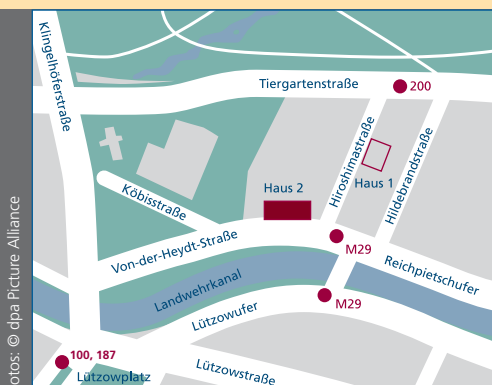 Klingelhöferstraße
Tiergartenstraße
200
Hiroshimastraße
Hildebrandstraße
Haus 1
Köbisstraße
Haus 2
Von-der-Heydt-Straße
M29
Reichpietschufer
Landwehrkanal
M29
Lützowufer
100, 187
Lützowplatz
Lützowstraße
otos: © dpa Picture Alliance